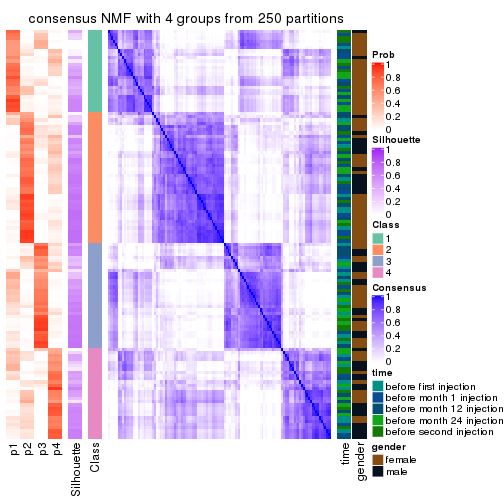 consensus NMF with 4 groups from 250 partitions
Prob
1
0.8
0.6
0.4
0.2
0
Silhouette
1
0.8
0.6
0.4
0.2
0
Class
1
2
3
4
Consensus
1
0.8
0.6
0.4
0.2
0
time
before first injection
before month 1 injection
before month 12 injection
before month 24 injection
before second injection
gender
female
male
p1
p2
p3
p4
Silhouette
Class
time
gender